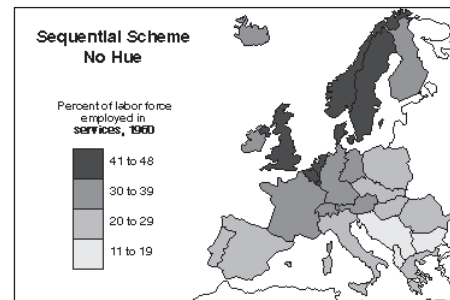 Sequential Scheme
No Hue
Percent of labor force
employed in
services, 1960
41 to 48
30 to 39
20 to 29
11 to 19